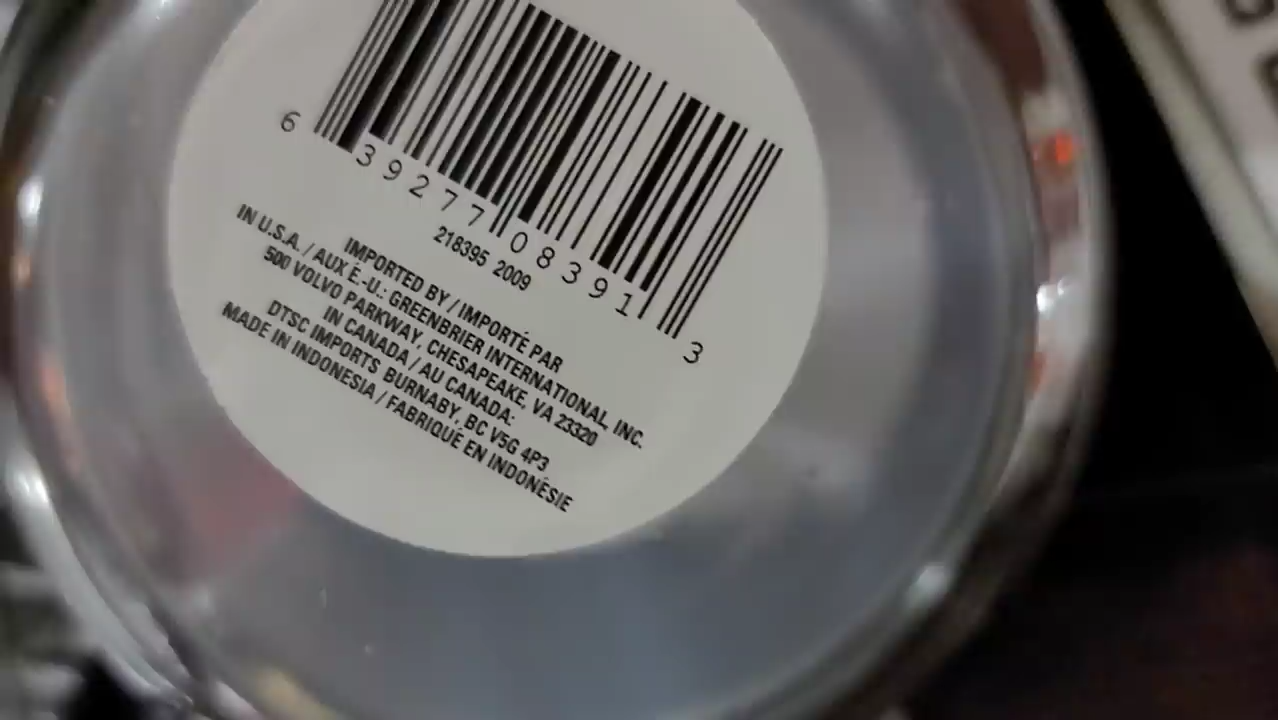 6 39277 08391 3
218395 2009
IMPORTED BY / IMPORTÉ PAR
IN U.S.A. / AUX É.-U.: GREENBRIER INTERNATIONAL, INC.
500 VOLVO PARKWAY, CHESAPEAKE, VA 23320
IN CANADA / AU CANADA:
DTSC IMPORTS BURNABY, BC V5G 4P3
MADE IN INDONESIA / FABRIQUÉ EN INDONÉSIE